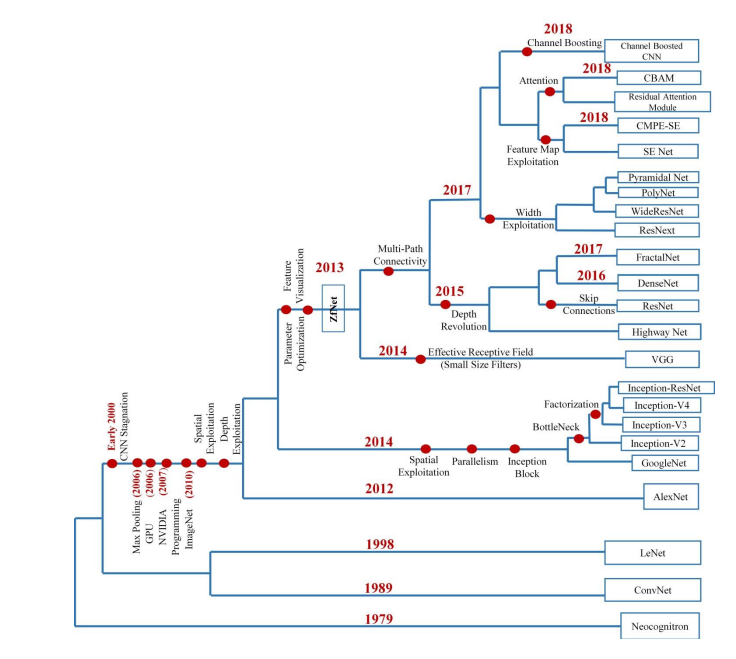 2018
Channel Boosting
Channel Boosted
CNN
2018
Attention
CBAM
Residual Attention
Module
2018
CMPE-SE
Feature Map
Exploitation
SE Net
Pyramidal Net
PolyNet
2017
Width
Exploitation
WideResNet
ResNext
Multi-Path
Connectivity
2017
FractalNet
2016
DenseNet
2015
Depth
Revolution
Skip
Connections
ResNet
Highway Net
Feature
Visualization
2013
Parameter
Optimization
ZfNet
2014
Effective Receptive Field
(Small Size Filters)
VGG
Inception-ResNet
Factorization
Inception-V4
BottleNeck
Inception-V3
Inception-V2
2014
Spatial
Exploitation
Parallelism
Inception
Block
GoogleNet
Early 2000
CNN Stagnation
Spatial
Exploitation
Depth
Exploitation
Max Pooling (2006)
GPU (2006)
NVIDIA (2007)
Programming
ImageNet (2010)
2012
AlexNet
1998
LeNet
1989
ConvNet
1979
Neocognitron